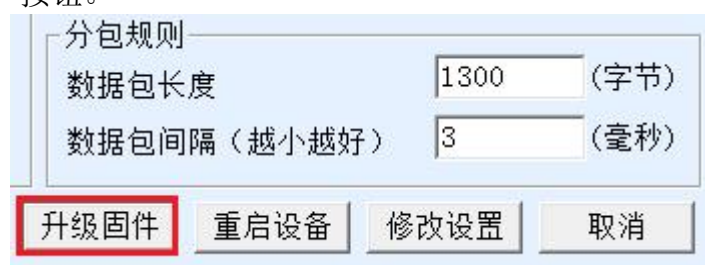 按钮。
分包规则
数据包长度 1300 (字节)
数据包间隔（越小越好） 3 (毫秒)
升级固件 重启设备 修改设置 取消